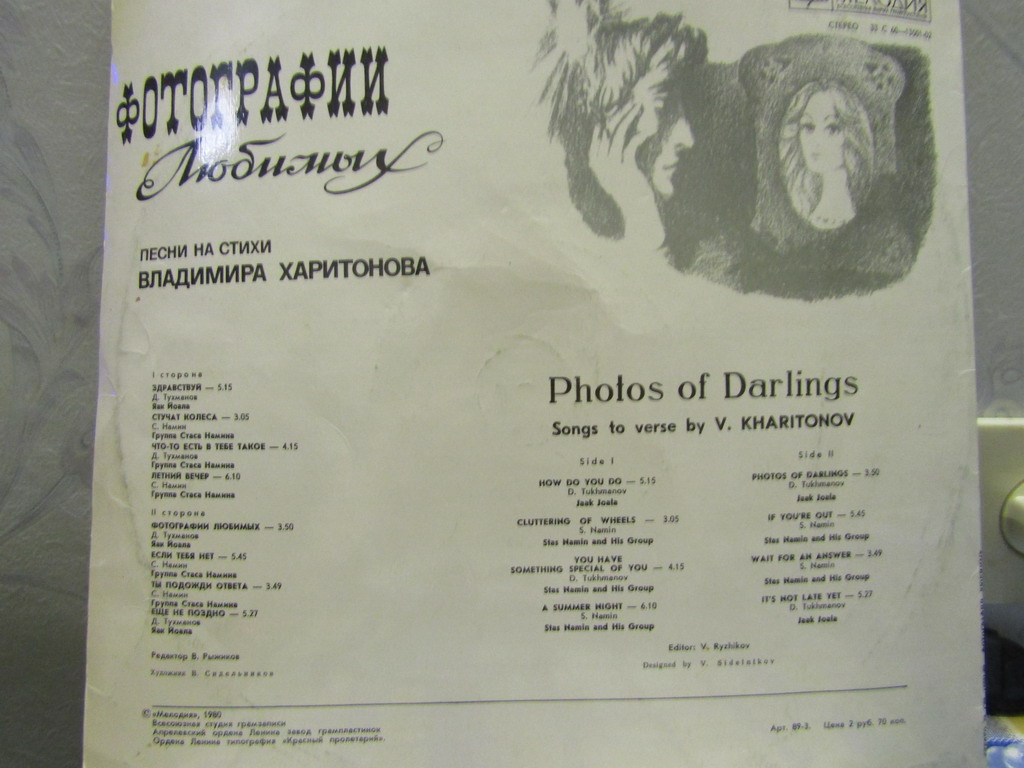 МЕЛОДИЯ
СТЕРЕО 33 С 60—
ФОТОГРАФИИ
Любимых
ПЕСНИ НА СТИХИ
ВЛАДИМИРА ХАРИТОНОВА
I сторона
ЗДРАВСТВУЙ — 5.15
Д. Тухманов
Яак Йоала
СТУЧАТ КОЛЕСА — 3.05
С. Намин
Группа Стаса Намина
ЧТО-ТО ЕСТЬ В ТЕБЕ ТАКОЕ — 4.15
Д. Тухманов
Группа Стаса Намина
ЛЕТНИЙ ВЕЧЕР — 6.10
С. Намин
Группа Стаса Намина
II сторона
ФОТОГРАФИИ ЛЮБИМЫХ — 3.50
Д. Тухманов
Яак Йоала
ЕСЛИ ТЕБЯ НЕТ — 5.45
С. Намин
Группа Стаса Намина
ТЫ ПОДОЖДИ ОТВЕТА — 3.49
С. Намин
Группа Стаса Намина
ЕЩЕ НЕ ПОЗДНО — 5.27
Д. Тухманов
Яак Йоала
Редактор В. Рыжиков
Художник В. Сидельников
Photos of Darlings
Songs to verse by V. KHARITONOV
Side I
HOW DO YOU DO — 5.15
D. Tukhmanov
Jaak Joala
CLUTTERING OF WHEELS — 3.05
S. Namin
Stas Namin and His Group
YOU HAVE
SOMETHING SPECIAL OF YOU — 4.15
D. Tukhmanov
Stas Namin and His Group
A SUMMER NIGHT — 6.10
S. Namin
Stas Namin and His Group
Side II
PHOTOS OF DARLINGS — 3.50
D. Tukhmanov
Jaak Joala
IF YOU'RE OUT — 5.45
S. Namin
Stas Namin and His Group
WAIT FOR AN ANSWER — 3.49
S. Namin
Stas Namin and His Group
IT'S NOT LATE YET — 5.27
D. Tukhmanov
Jaak Joala
Editor: V. Ryzhikov
Designed by V. Sidelnikov
© «Мелодия», 1980
Всесоюзная студия грамзаписи
Апрелевский ордена Ленина завод грампластинок
Ордена Ленина типография «Красный пролетарий».
Арт. 89-3. Цена 2 руб. 70 коп.